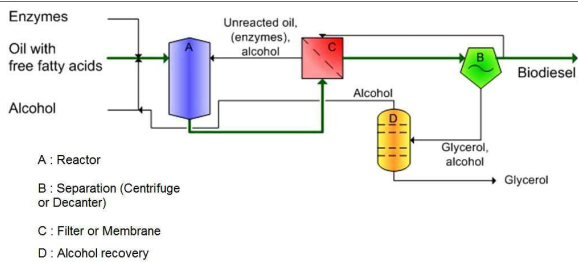 Enzymes
Oil with
free fatty acids
Alcohol
A
Unreacted oil,
(enzymes),
alcohol
C
B
Biodiesel
Alcohol
D
Glycerol,
alcohol
Glycerol
A : Reactor
B : Separation (Centrifuge
or Decanter)
C : Filter or Membrane
D : Alcohol recovery